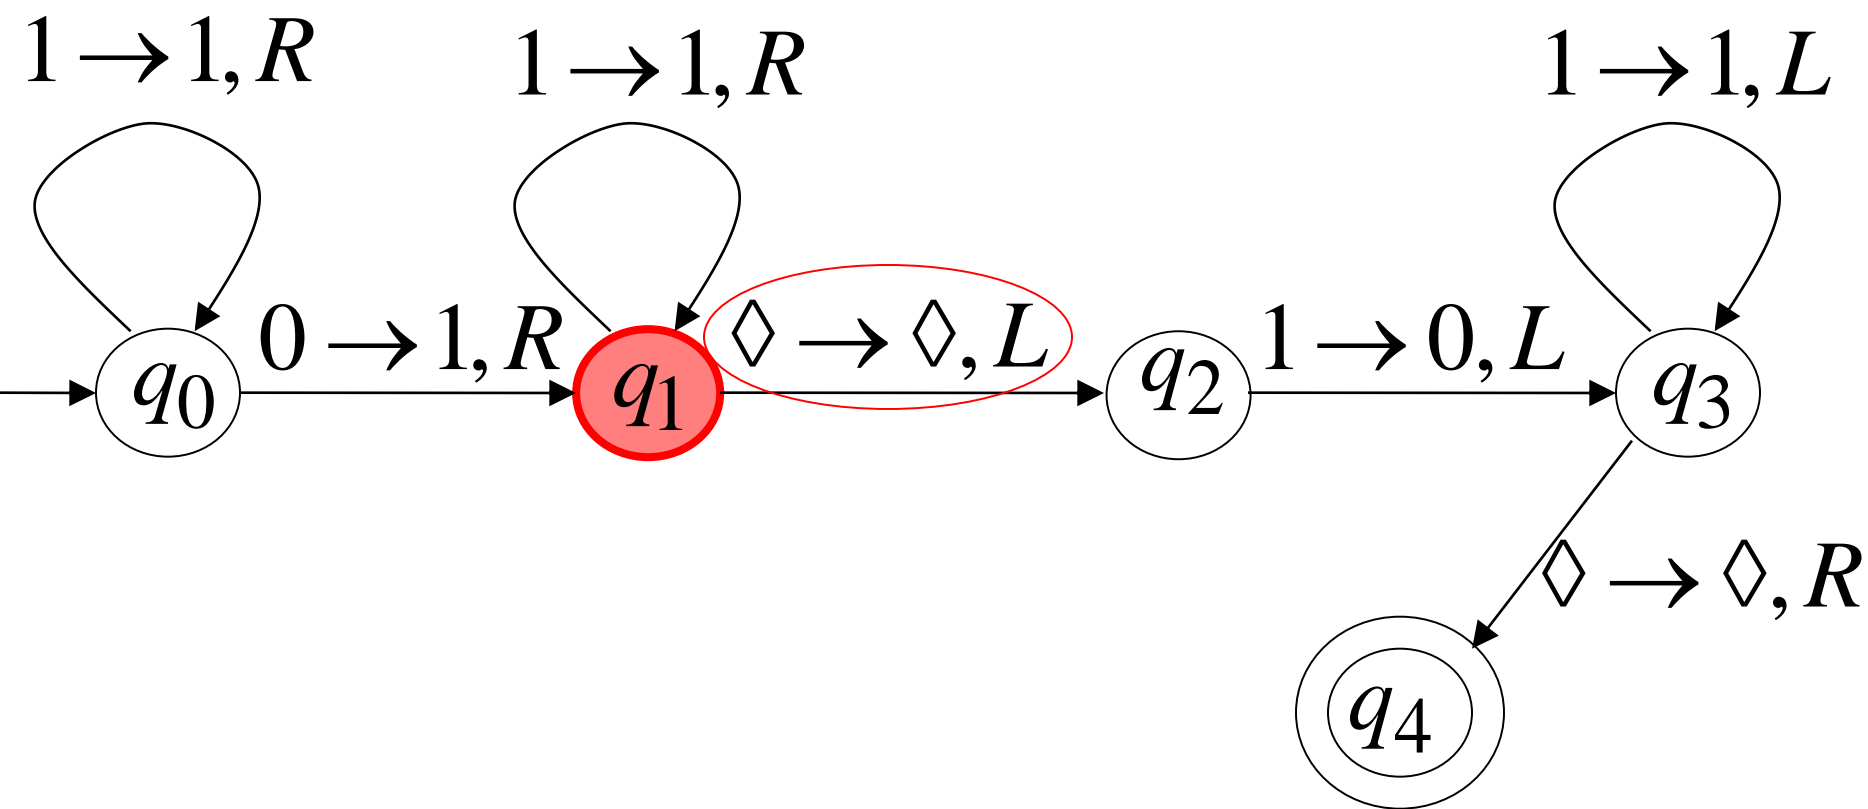 1 → 1, R
1 → 1, R
1 → 1, L
0 → 1, R
◊ → ◊, L
1 → 0, L
q₀
q₁
q₂
q₃
◊ → ◊, R
q₄